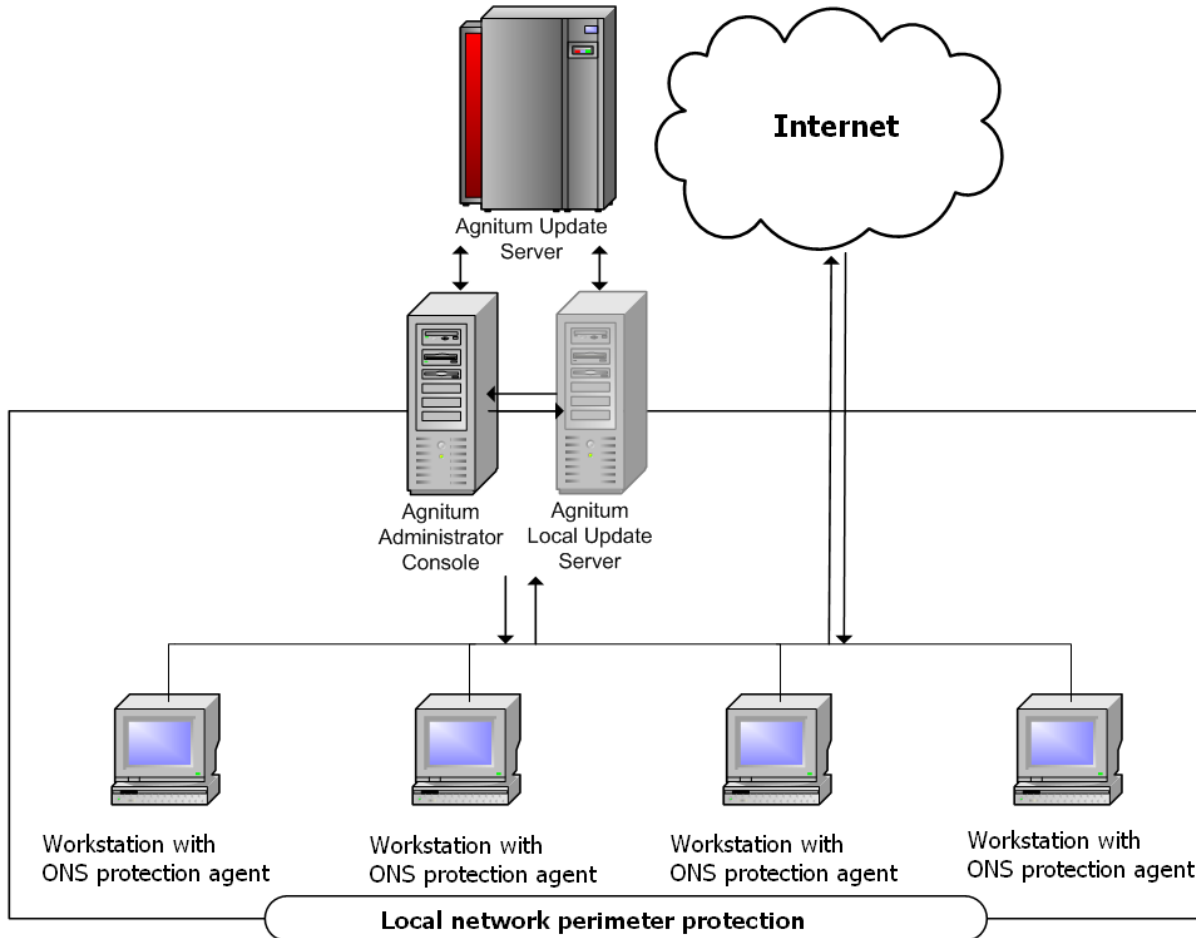 Internet
Agnitum Update
Server
Agnitum
Administrator
Console
Agnitum
Local Update
Server
Workstation with
ONS protection agent
Workstation with
ONS protection agent
Workstation with
ONS protection agent
Workstation with
ONS protection agent
Local network perimeter protection